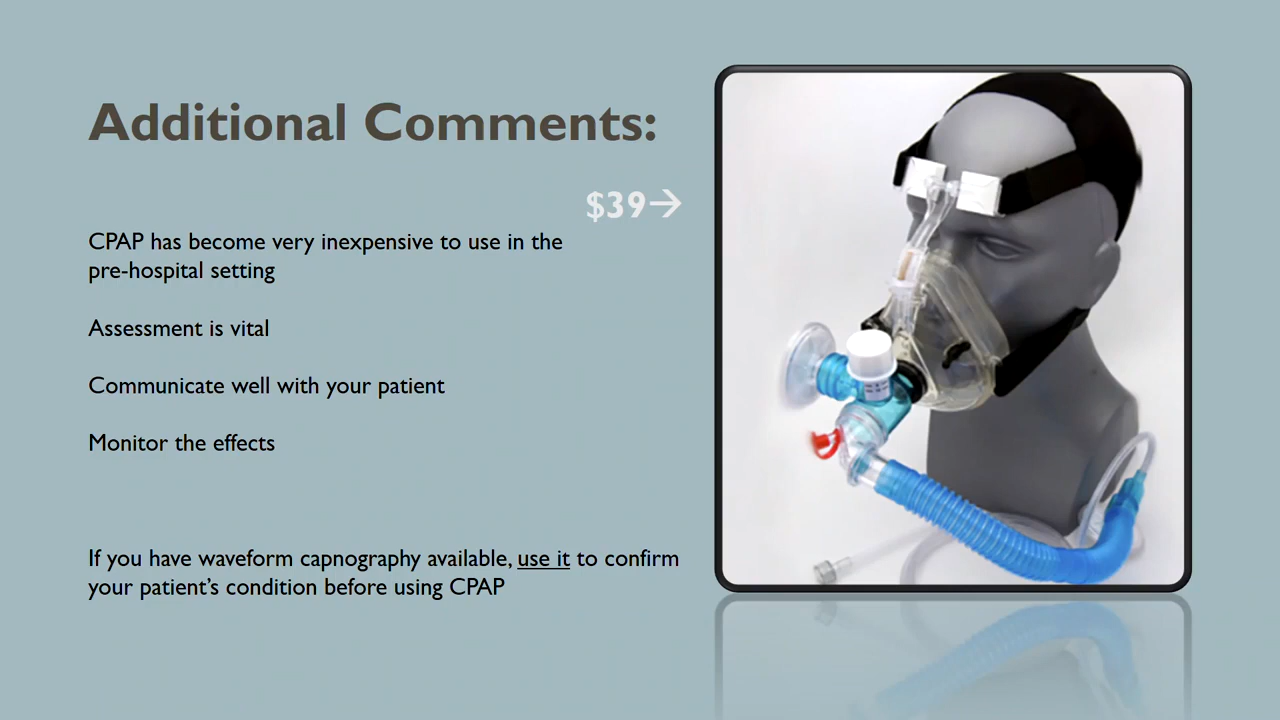 Additional Comments:
$39→
CPAP has become very inexpensive to use in the
pre-hospital setting
Assessment is vital
Communicate well with your patient
Monitor the effects
If you have waveform capnography available, use it to confirm
your patient's condition before using CPAP